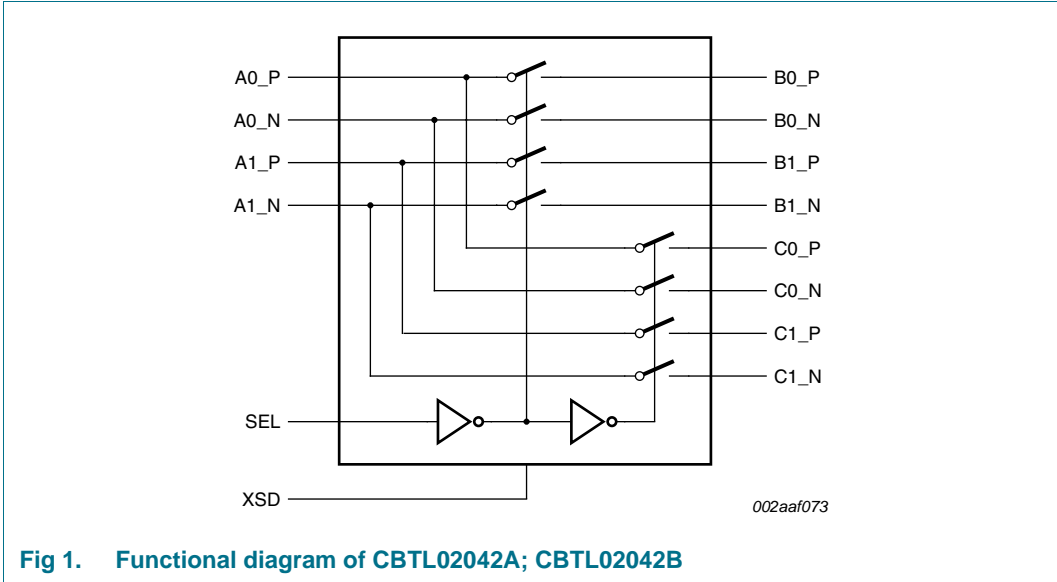 A0_P B0_P
A0_N B0_N
A1_P B1_P
A1_N B1_N
C0_P
C0_N
C1_P
C1_N
SEL
XSD
002aaf073
Fig 1. Functional diagram of CBTL02042A; CBTL02042B